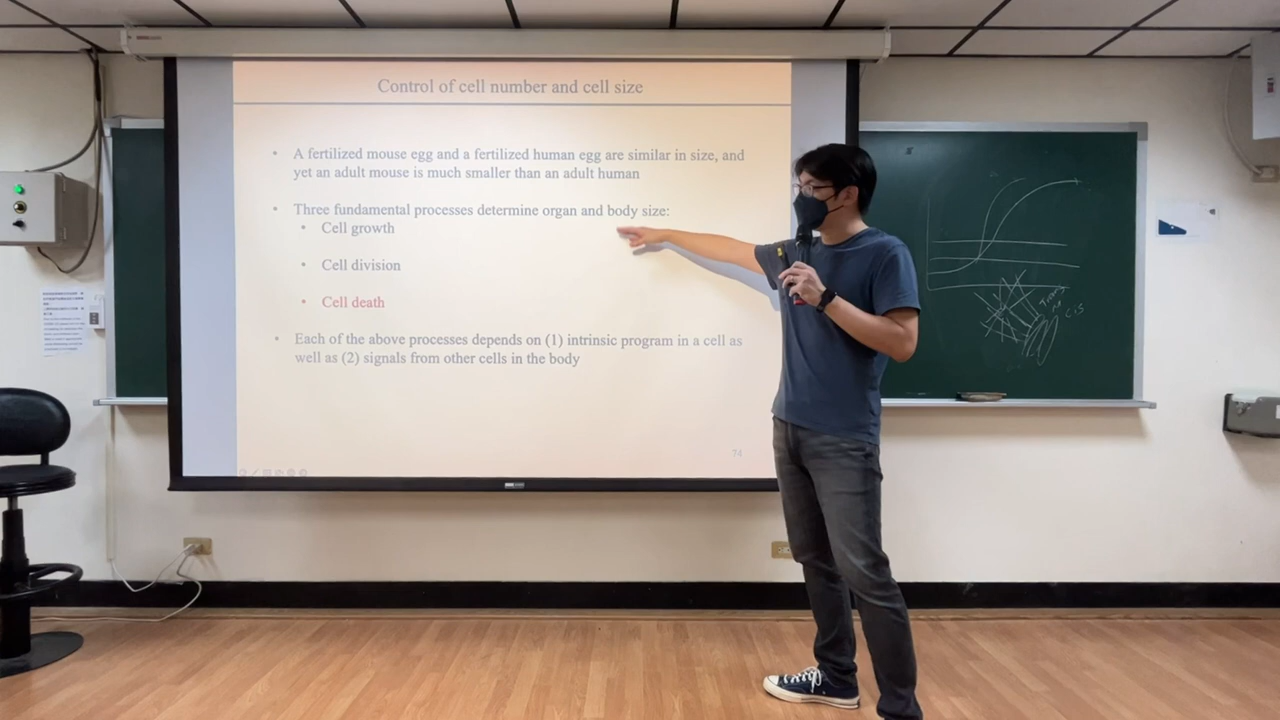 Control of cell number and cell size
• A fertilized mouse egg and a fertilized human egg are similar in size, and
yet an adult mouse is much smaller than an adult human
• Three fundamental processes determine organ and body size:
• Cell growth
• Cell division
• Cell death
• Each of the above processes depends on (1) intrinsic program in a cell as
well as (2) signals from other cells in the body
74
Trans
Cis